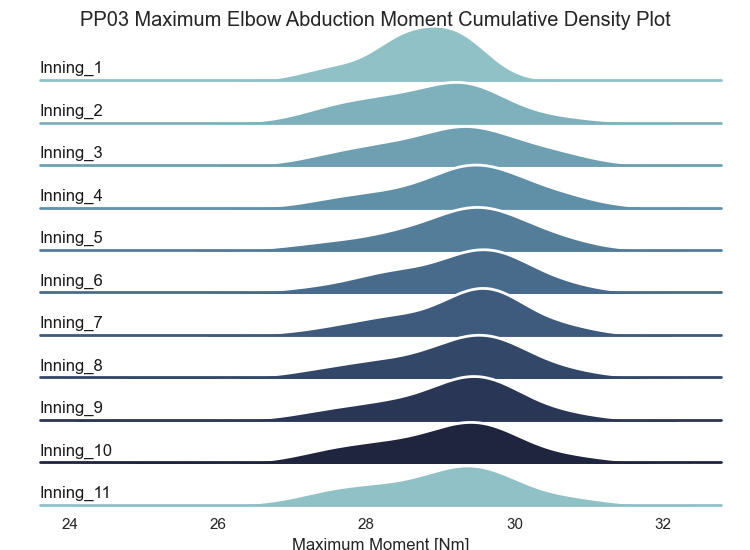 PP03 Maximum Elbow Abduction Moment Cumulative Density Plot
Inning_1
Inning_2
Inning_3
Inning_4
Inning_5
Inning_6
Inning_7
Inning_8
Inning_9
Inning_10
Inning_11
24 26 28 30 32
Maximum Moment [Nm]